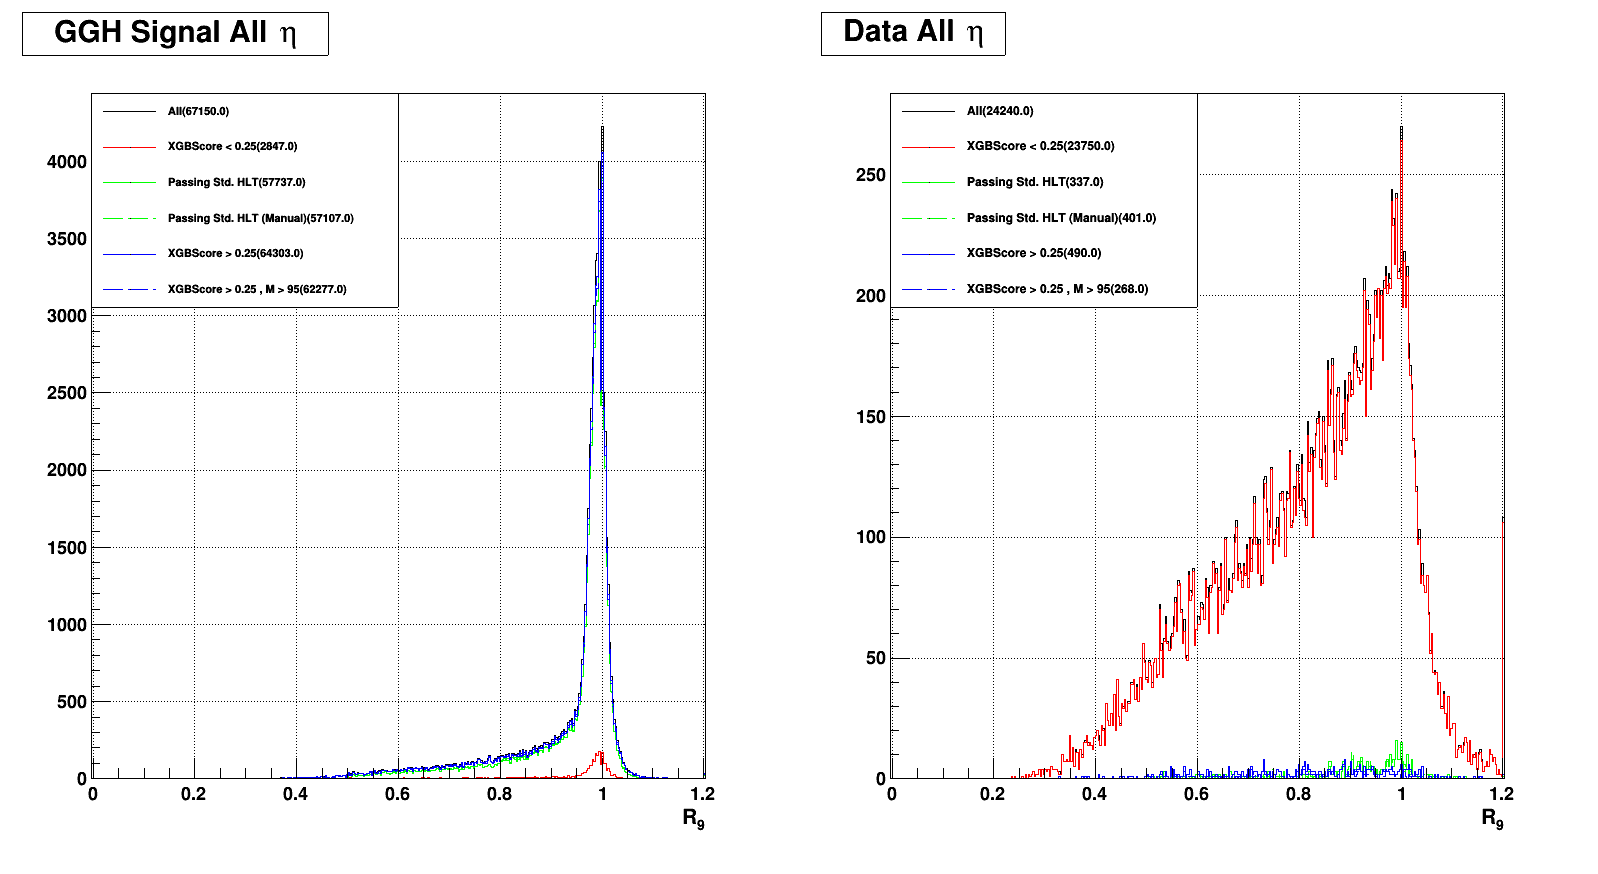 GGH Signal All η
All(67150.0)
XGBScore < 0.25(2847.0)
Passing Std. HLT(57737.0)
Passing Std. HLT (Manual)(57107.0)
XGBScore > 0.25(64303.0)
XGBScore > 0.25 , M > 95(62277.0)
4000
3500
3000
2500
2000
1500
1000
500
0
0 0.2 0.4 0.6 0.8 1 1.2
R9
Data All η
All(24240.0)
XGBScore < 0.25(23750.0)
Passing Std. HLT(337.0)
Passing Std. HLT (Manual)(401.0)
XGBScore > 0.25(490.0)
XGBScore > 0.25 , M > 95(268.0)
250
200
150
100
50
0
0 0.2 0.4 0.6 0.8 1 1.2
R9